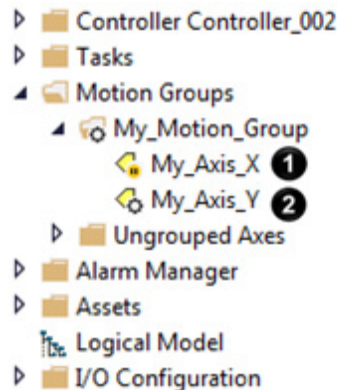 Controller Controller_002
Tasks
Motion Groups
My_Motion_Group
My_Axis_X 1
My_Axis_Y 2
Ungrouped Axes
Alarm Manager
Assets
Logical Model
I/O Configuration